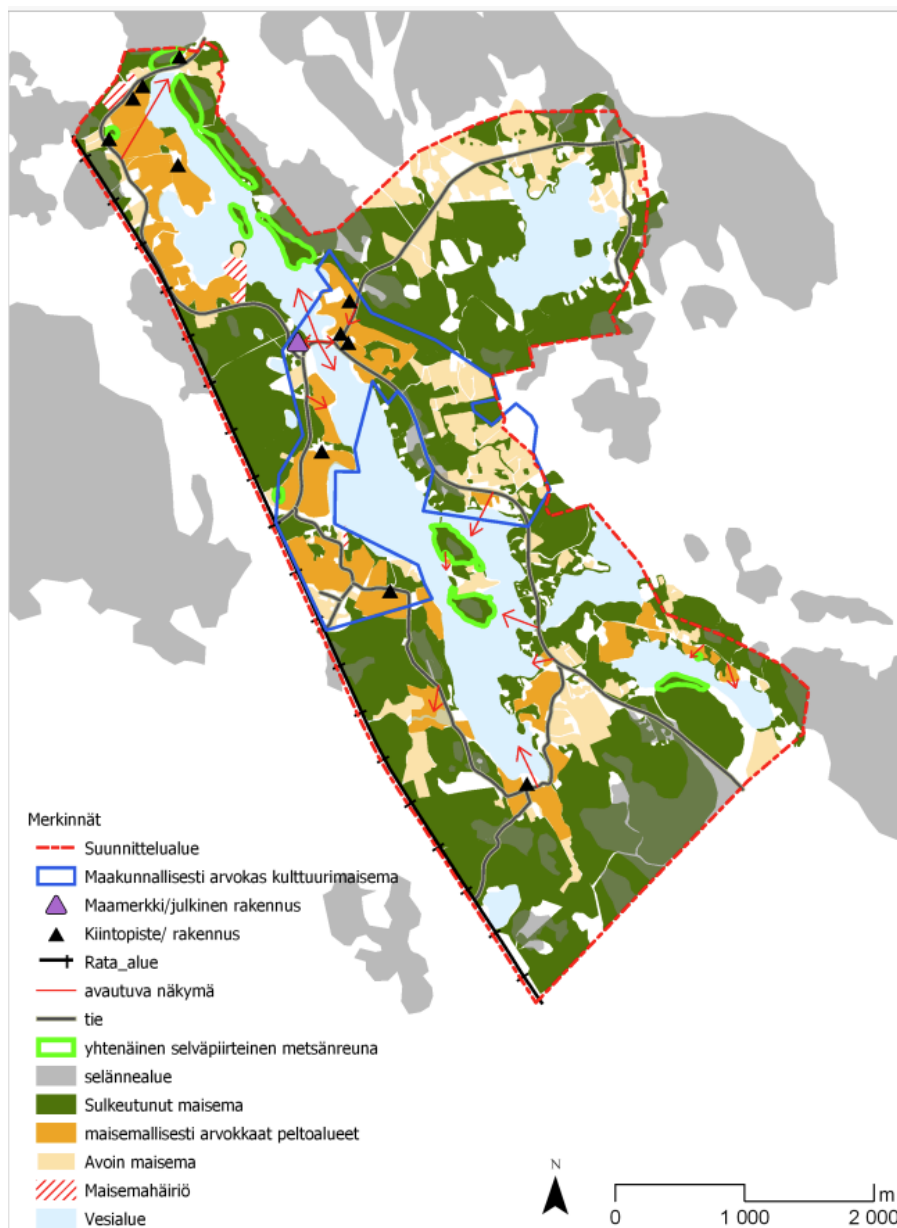 Merkinnät
Suunnittelualue
Maakunnallisesti arvokas kulttuurimaisema
Maamerkki/julkinen rakennus
Kiintopiste/ rakennus
Rata_alue
avautuva näkymä
tie
yhtenäinen selväpiirteinen metsänreuna
selännealue
Sulkeutunut maisema
maisemallisesti arvokkaat peltoalueet
Avoin maisema
Maisemahäiriö
Vesialue
N
m
0 1 000 2 000